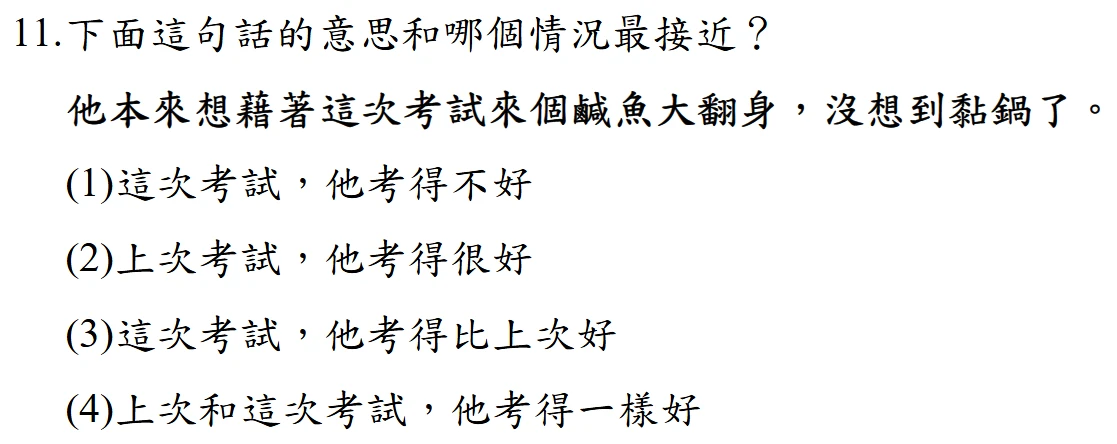 11.下面這句話的意思和哪個情況最接近？
他本來想藉著這次考試來個鹹魚大翻身，沒想到黏鍋了。
(1)這次考試，他考得不好
(2)上次考試，他考得很好
(3)這次考試，他考得比上次好
(4)上次和這次考試，他考得一樣好